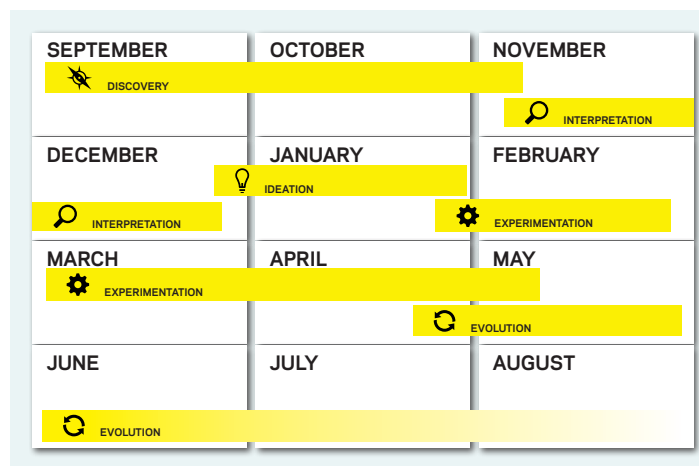 SEPTEMBER
OCTOBER
NOVEMBER
DISCOVERY
INTERPRETATION
DECEMBER
JANUARY
FEBRUARY
IDEATION
INTERPRETATION
EXPERIMENTATION
MARCH
APRIL
MAY
EXPERIMENTATION
EVOLUTION
JUNE
JULY
AUGUST
EVOLUTION